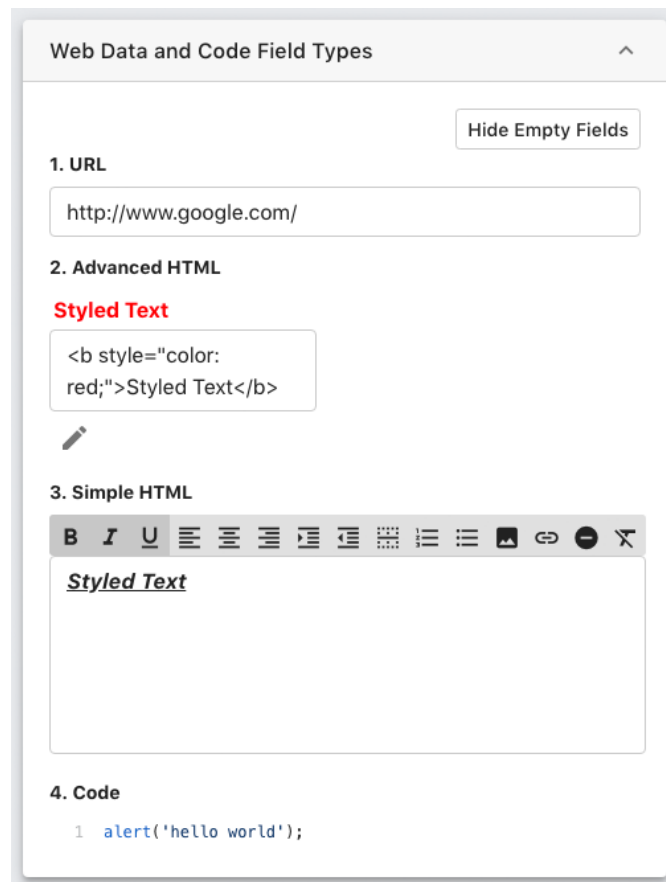 Web Data and Code Field Types
Hide Empty Fields
1. URL
http://www.google.com/
2. Advanced HTML
Styled Text
<b style="color:
red;">Styled Text</b>
3. Simple HTML
B I U
Styled Text
4. Code
1 alert('hello world');